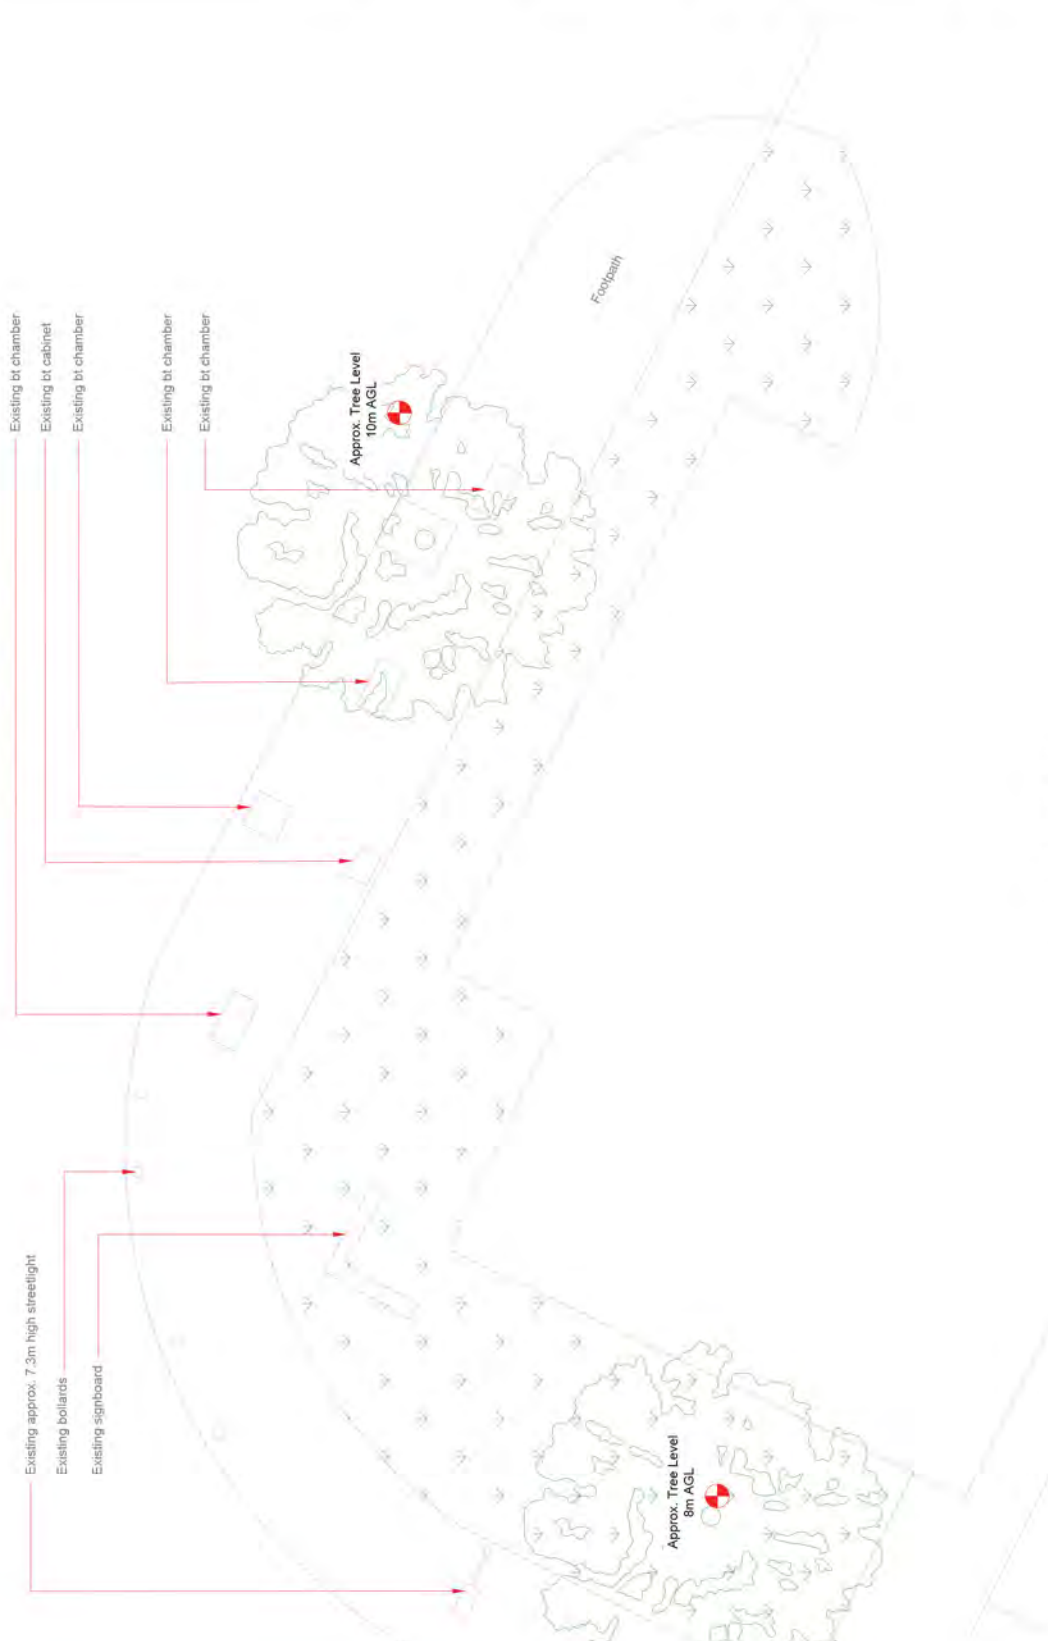 Existing bt chamber
Existing bt cabinet
Existing bt chamber
Existing bt chamber
Existing bt chamber
Approx. Tree Level
10m AGL
Footpath
Existing approx. 7.3m high streetlight
Existing bollards
Existing signboard
Approx. Tree Level
8m AGL